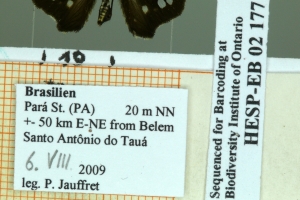 10
Brasilien
Pará St. (PA) 20 m NN
+- 50 km E-NE from Belem
Santo Antônio do Tauá
6. VIII. 2009
leg. P. Jauffret
Sequenced for Barcoding at
Biodiversity Institute of Ontario
HESP-EB 02 177